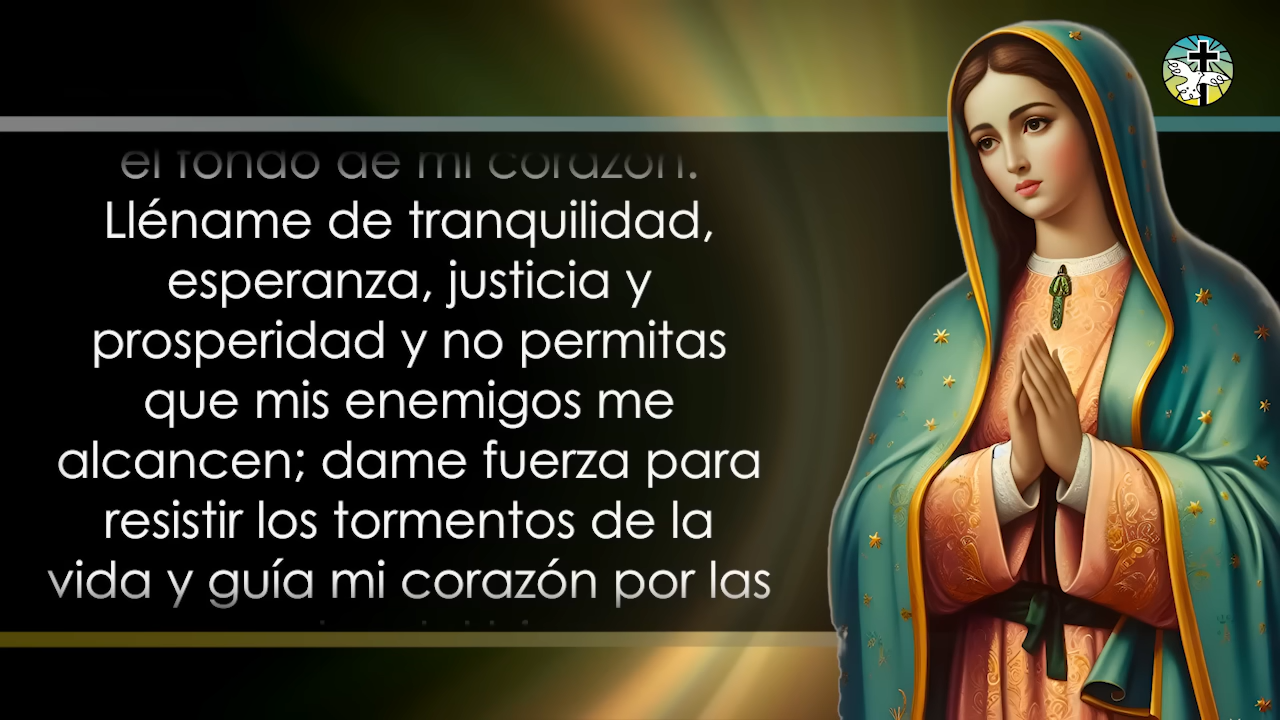 el fondo de mi corazón.
Lléname de tranquilidad,
esperanza, justicia y
prosperidad y no permitas
que mis enemigos me
alcancen; dame fuerza para
resistir los tormentos de la
vida y guía mi corazón por las